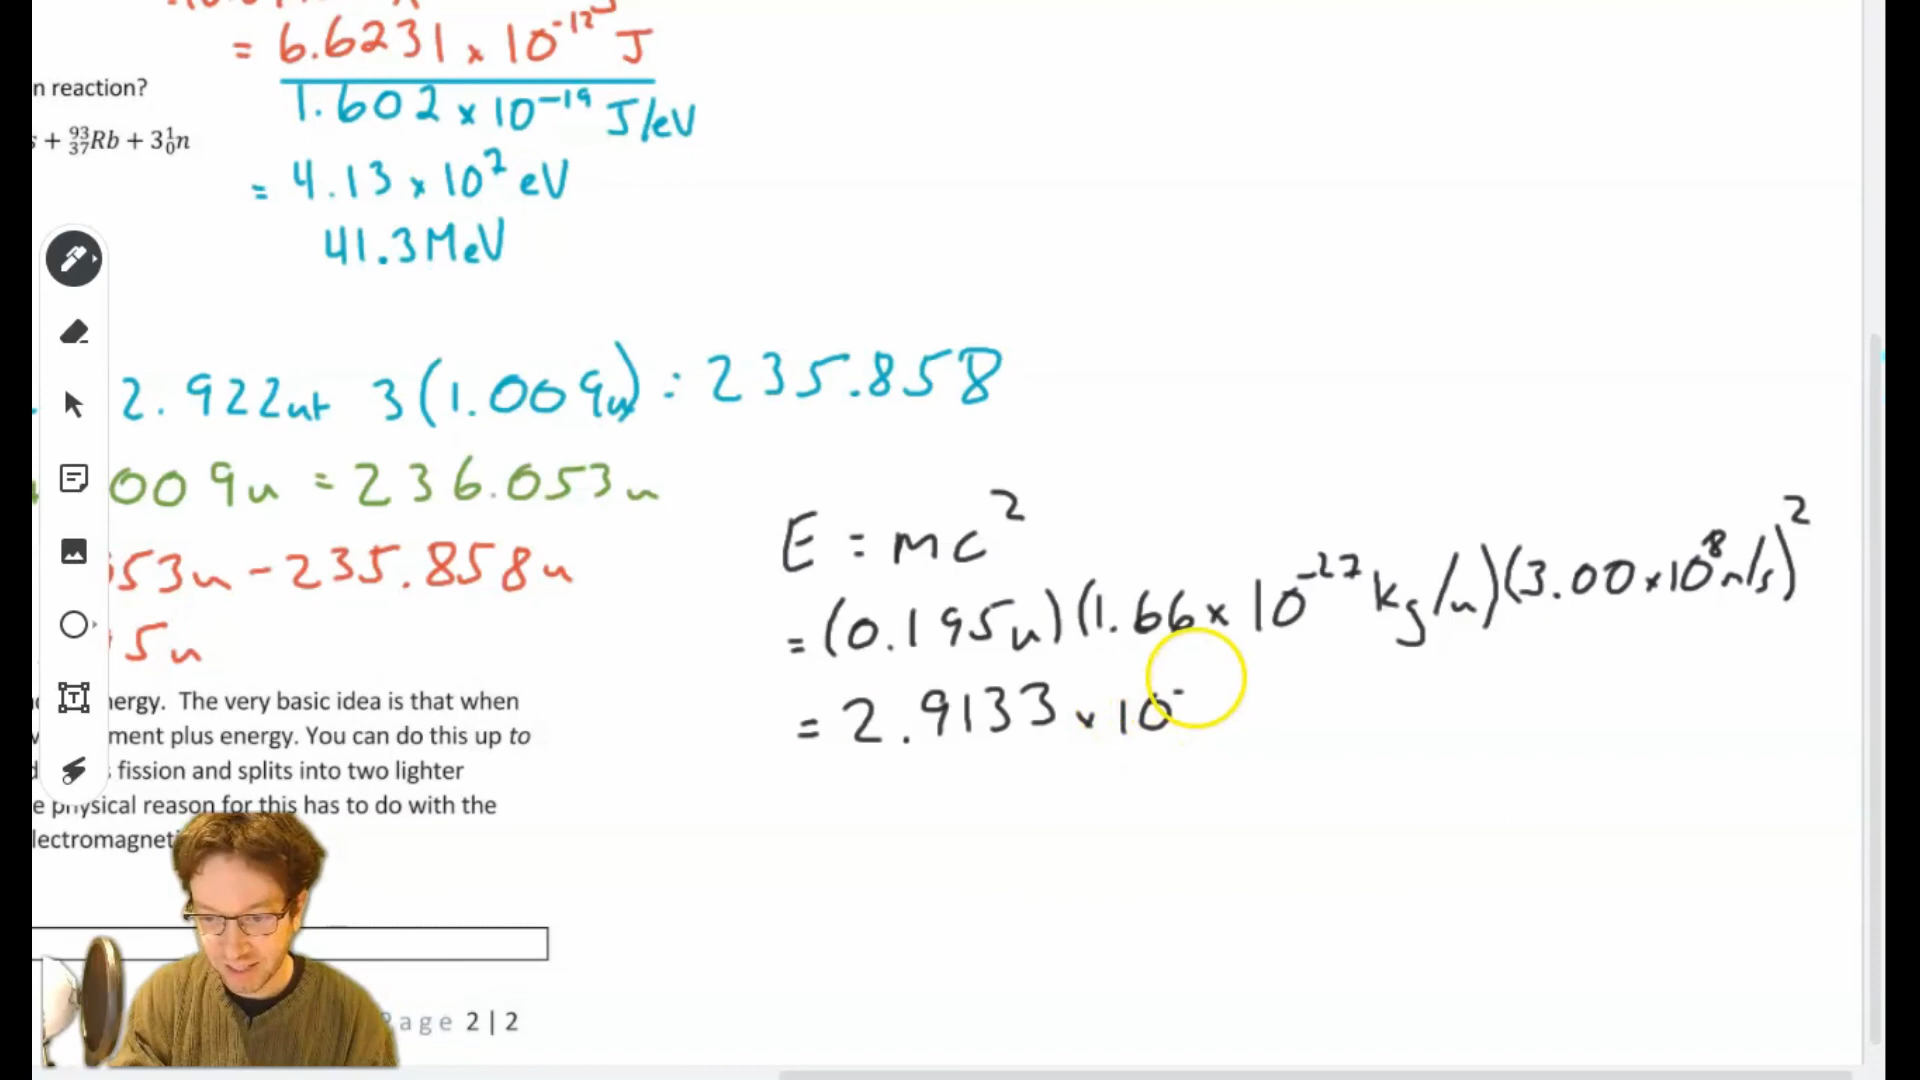 = 6.6231 x 10⁻¹² J
1.602 x 10⁻¹⁹ J/eV
n reaction?
s + ⁹³₃₇Rb + 3¹₀n
= 4.13 x 10⁷ eV
41.3 MeV
2.922u+ 3(1.009u) = 235.858
009u = 236.053u
53u - 235.858u
5u
E = mc²
= (0.195u)(1.66 x 10⁻²⁷ kg/u)(3.00 x 10⁸ m/s)²
= 2.9133 x 10⁻
nergy. The very basic idea is that when
ment plus energy. You can do this up to
fission and splits into two lighter
e physical reason for this has to do with the
lectromagneti
age 2 | 2